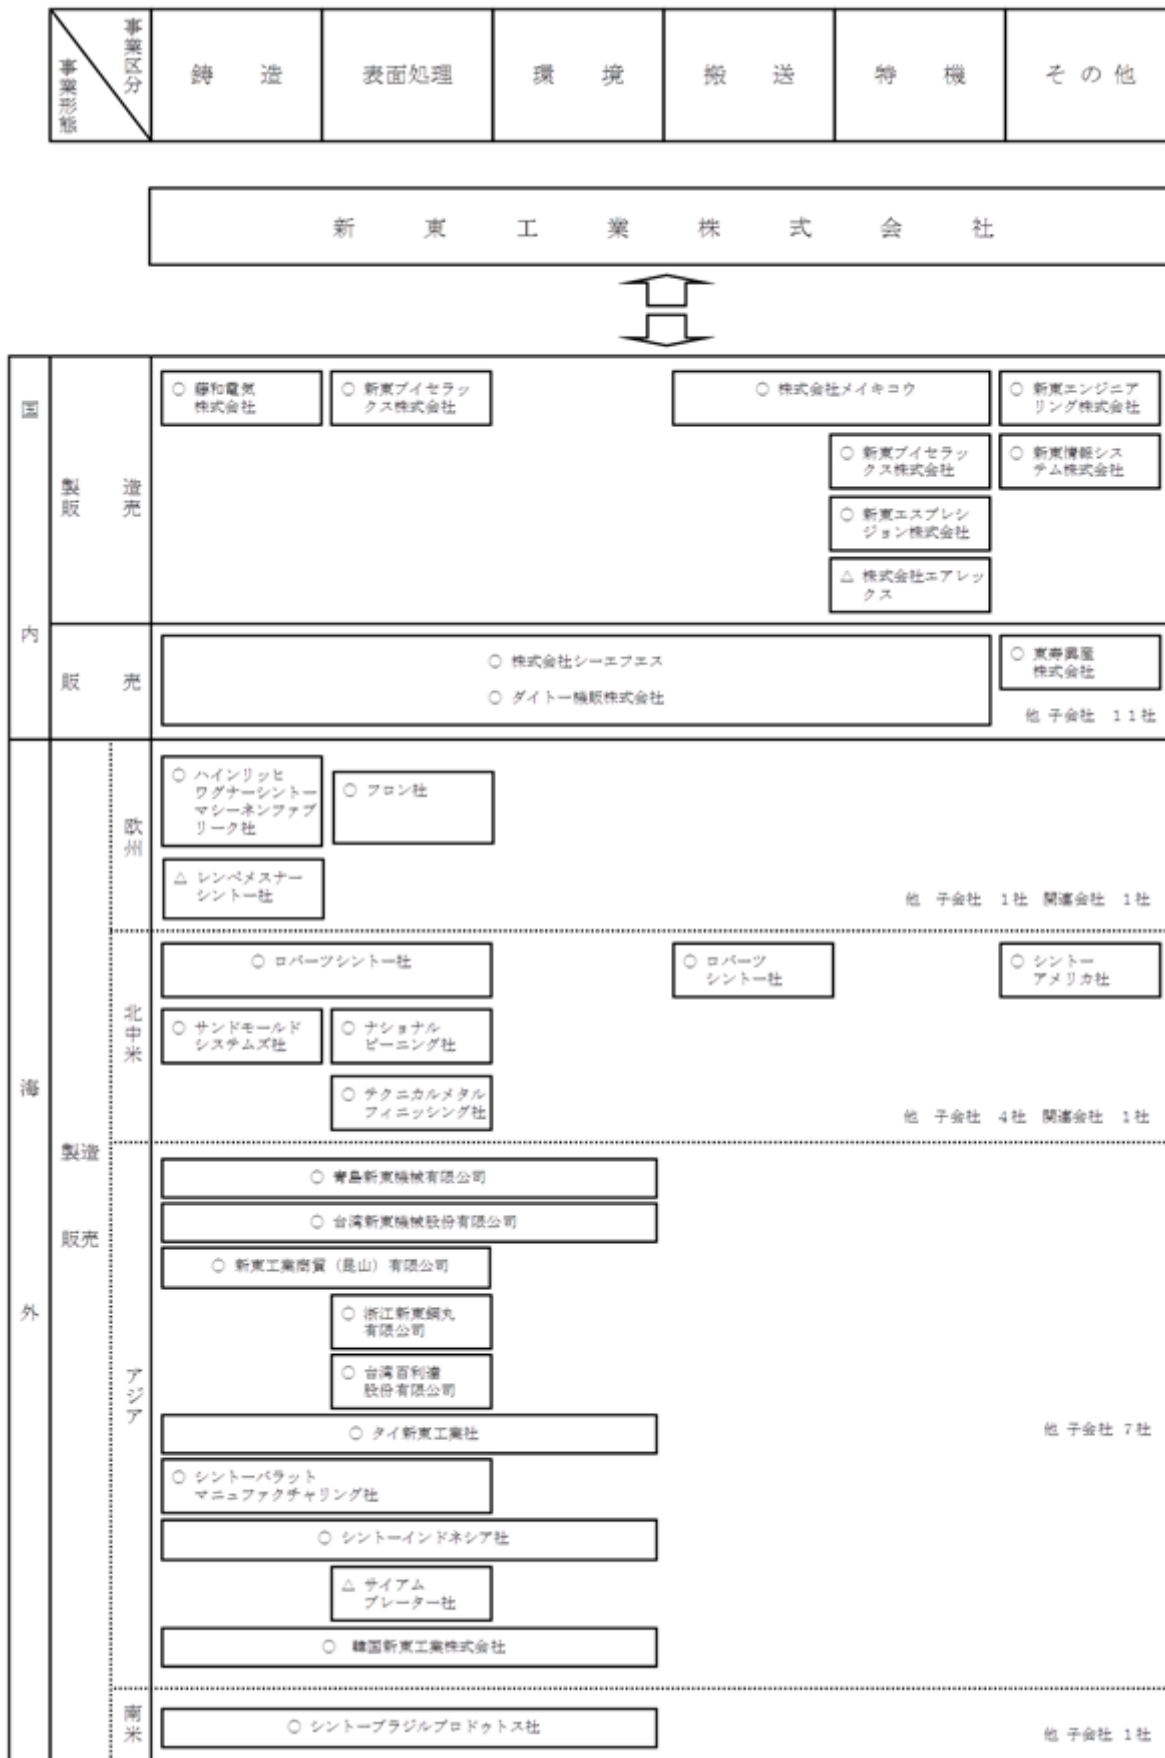 事業区分
事業形態
鋳 造
表面処理
環 境
搬 送
特 機
その他
新 東 工 業 株 式 会 社
国 内
製 造
販 売
○ 藤和電気
株式会社
○ 新東ブイセラッ
クス株式会社
○ 株式会社メイキコウ
○ 新東エンジニア
リング株式会社
○ 新東ブイセラッ
クス株式会社
○ 新東情報シス
テム株式会社
○ 新東エスプレシ
ジョン株式会社
△ 株式会社エアレッ
クス
販 売
○ 株式会社シーエフエス
○ ダイトー機販株式会社
○ 東寿興産
株式会社
他 子会社 11社
海 外
製造
販売
欧州
○ ハインリッヒ
ワグナーシントー
マシーネンファブ
リーク社
○ フロン社
△ レンペメスナー
シントー社
他 子会社 1社 関連会社 1社
北中米
○ ロバーツシントー社
○ ロバーツ
シントー社
○ シントー
アメリカ社
○ サンドモールド
システムズ社
○ ナショナル
ピーニング社
○ テクニカルメタル
フィニッシング社
他 子会社 4社 関連会社 1社
アジア
○ 青島新東機械有限公司
○ 台湾新東機械股份有限公司
○ 新東工業商貿（昆山）有限公司
○ 浙江新東鋼丸
有限公司
○ 台湾百利達
股份有限公司
○ タイ新東工業社
他 子会社 7社
○ シントーバラット
マニュファクチャリング社
○ シントーインドネシア社
△ サイアム
ブレーター社
○ 韓国新東工業株式会社
南米
○ シントーブラジルプロドゥトス社
他 子会社 1社